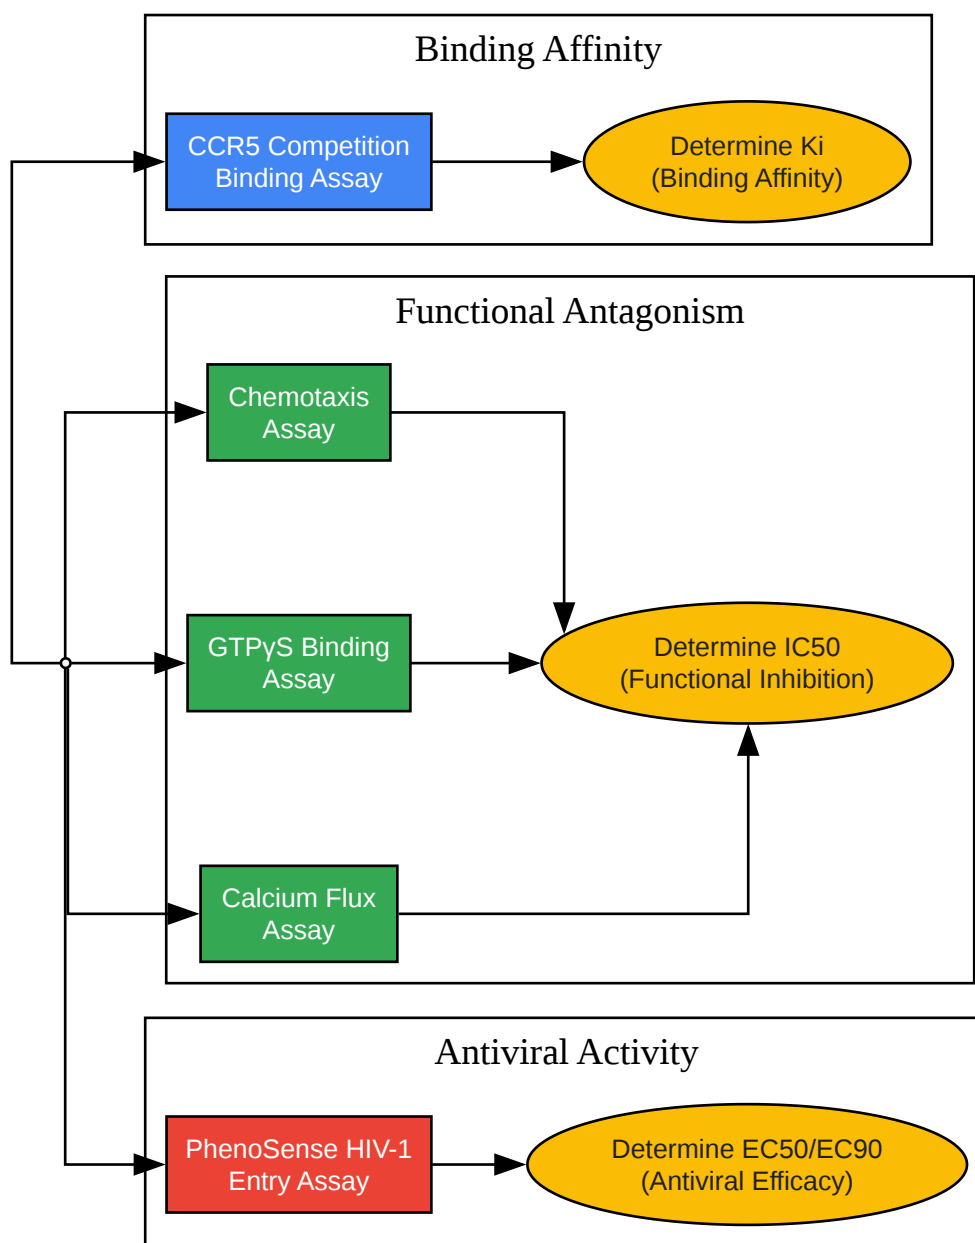 Binding Affinity
CCR5 Competition
Binding Assay
Determine Ki
(Binding Affinity)
Functional Antagonism
Chemotaxis
Assay
GTPγS Binding
Assay
Determine IC50
(Functional Inhibition)
Calcium Flux
Assay
Antiviral Activity
PhenoSense HIV-1
Entry Assay
Determine EC50/EC90
(Antiviral Efficacy)